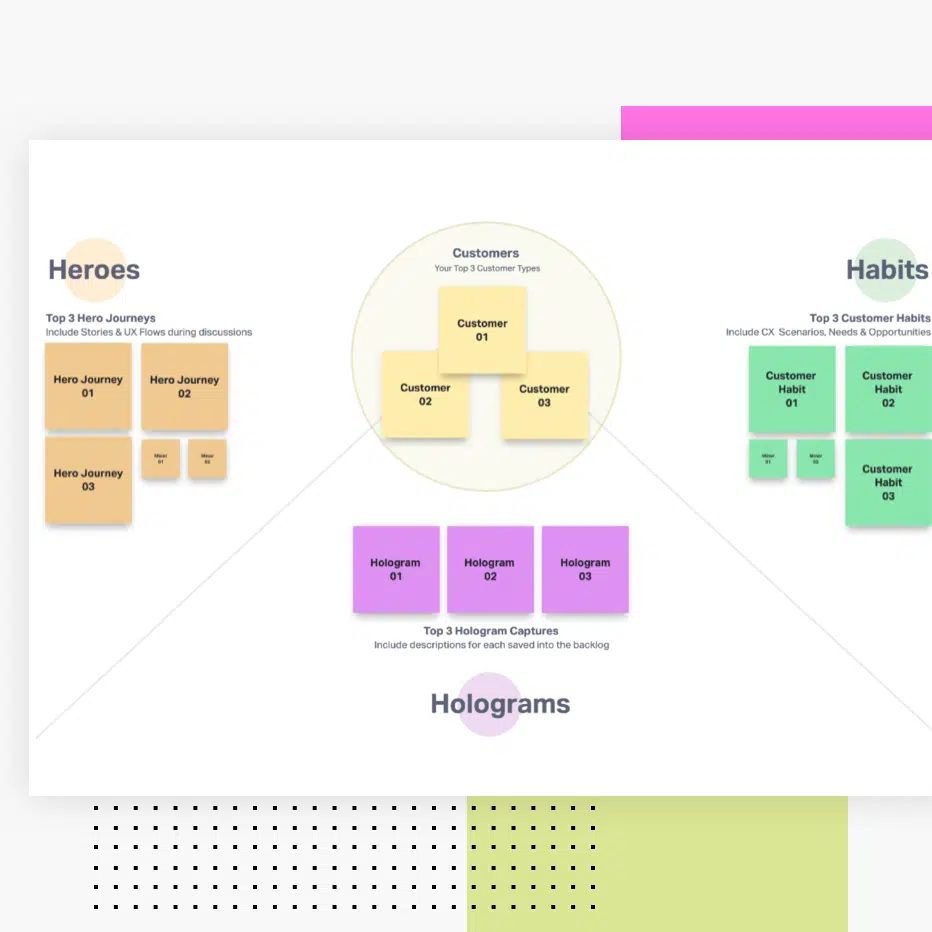 Heroes
Top 3 Hero Journeys
Include Stories & UX Flows during discussions
Hero Journey
01
Hero Journey
02
Hero Journey
03
Minor
01
Minor
02
Customers
Your Top 3 Customer Types
Customer
01
Customer
02
Customer
03
Habits
Top 3 Customer Habits
Include CX Scenarios, Needs & Opportunities
Customer
Habit
01
Customer
Habit
02
Minor
01
Minor
02
Customer
Habit
03
Hologram
01
Hologram
02
Hologram
03
Top 3 Hologram Captures
Include descriptions for each saved into the backlog
Holograms